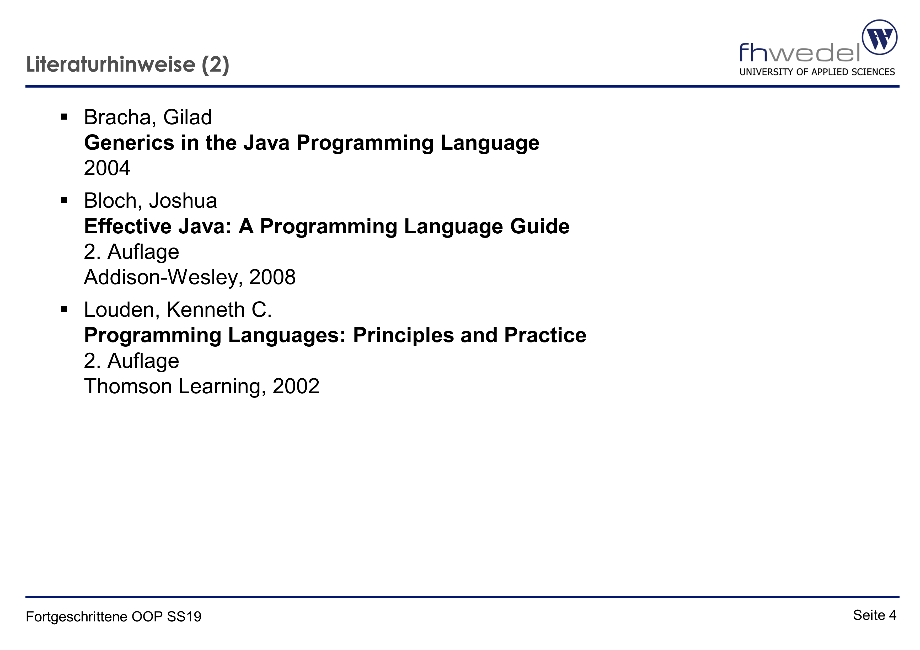 Literaturhinweise (2)
fhwedel
W
UNIVERSITY OF APPLIED SCIENCES
▪ Bracha, Gilad
Generics in the Java Programming Language
2004
▪ Bloch, Joshua
Effective Java: A Programming Language Guide
2. Auflage
Addison-Wesley, 2008
▪ Louden, Kenneth C.
Programming Languages: Principles and Practice
2. Auflage
Thomson Learning, 2002
Fortgeschrittene OOP SS19
Seite 4